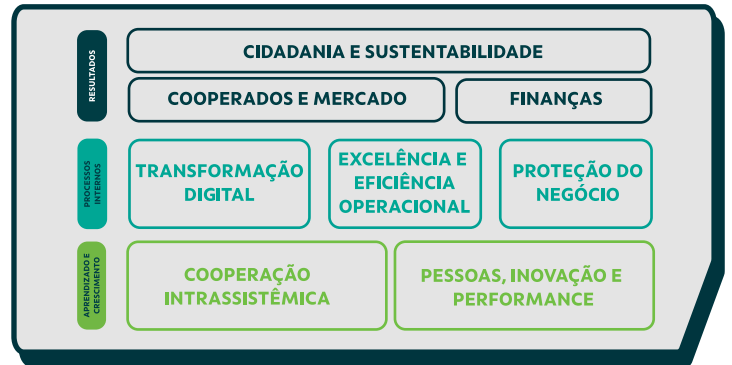 RESULTADOS
CIDADANIA E SUSTENTABILIDADE
COOPERADOS E MERCADO
FINANÇAS
PROCESSOS
INTERNOS
TRANSFORMAÇÃO
DIGITAL
EXCELÊNCIA E
EFICIÊNCIA
OPERACIONAL
PROTEÇÃO DO
NEGÓCIO
APRENDIZADO E
CRESCIMENTO
COOPERAÇÃO
INTRASSISTÊMICA
PESSOAS, INOVAÇÃO E
PERFORMANCE